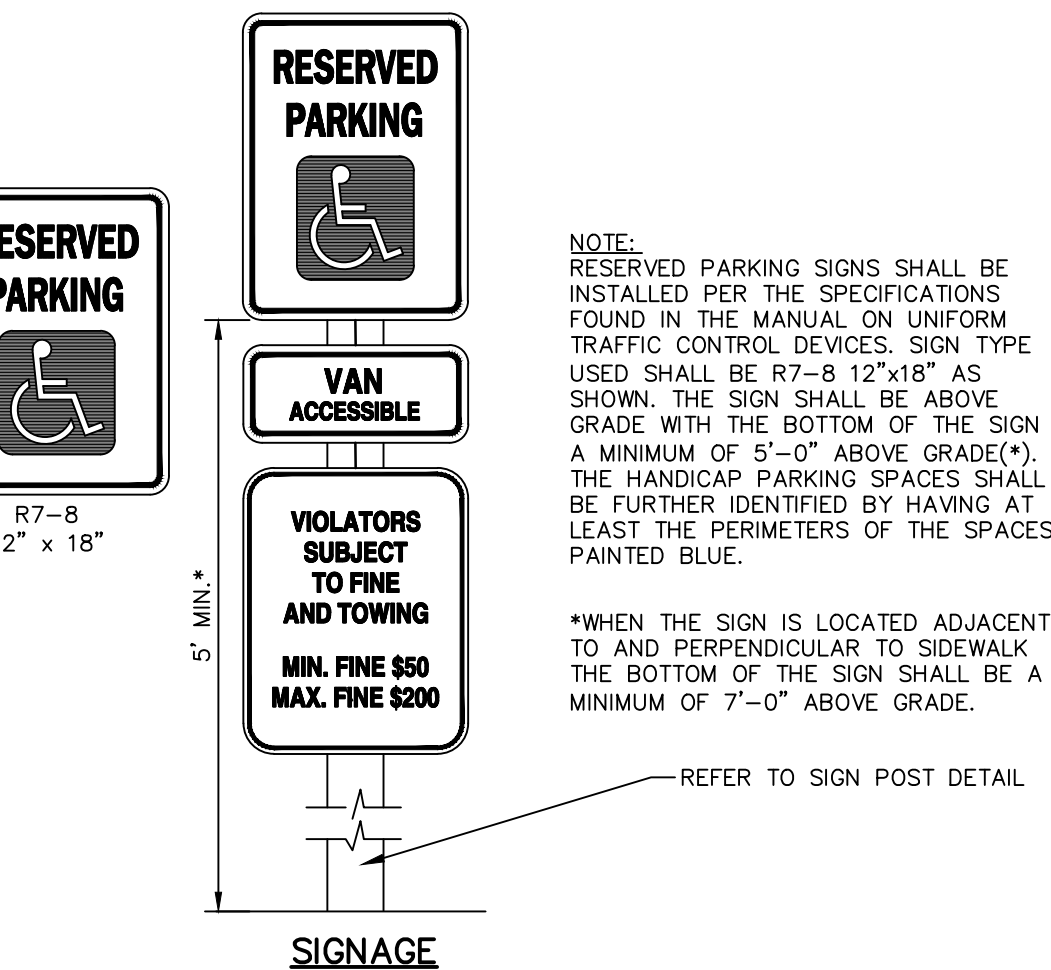 RESERVED
PARKING
ESERVED
PARKING
R7-8
2" x 18"
VAN
ACCESSIBLE
VIOLATORS
SUBJECT
TO FINE
AND TOWING
MIN. FINE $50
MAX. FINE $200
5' MIN.*
NOTE:
RESERVED PARKING SIGNS SHALL BE
INSTALLED PER THE SPECIFICATIONS
FOUND IN THE MANUAL ON UNIFORM
TRAFFIC CONTROL DEVICES. SIGN TYPE
USED SHALL BE R7-8 12"x18" AS
SHOWN. THE SIGN SHALL BE ABOVE
GRADE WITH THE BOTTOM OF THE SIGN
A MINIMUM OF 5'-0" ABOVE GRADE(*).
THE HANDICAP PARKING SPACES SHALL
BE FURTHER IDENTIFIED BY HAVING AT
LEAST THE PERIMETERS OF THE SPACES
PAINTED BLUE.
*WHEN THE SIGN IS LOCATED ADJACENT
TO AND PERPENDICULAR TO SIDEWALK
THE BOTTOM OF THE SIGN SHALL BE A
MINIMUM OF 7'-0" ABOVE GRADE.
REFER TO SIGN POST DETAIL
SIGNAGE